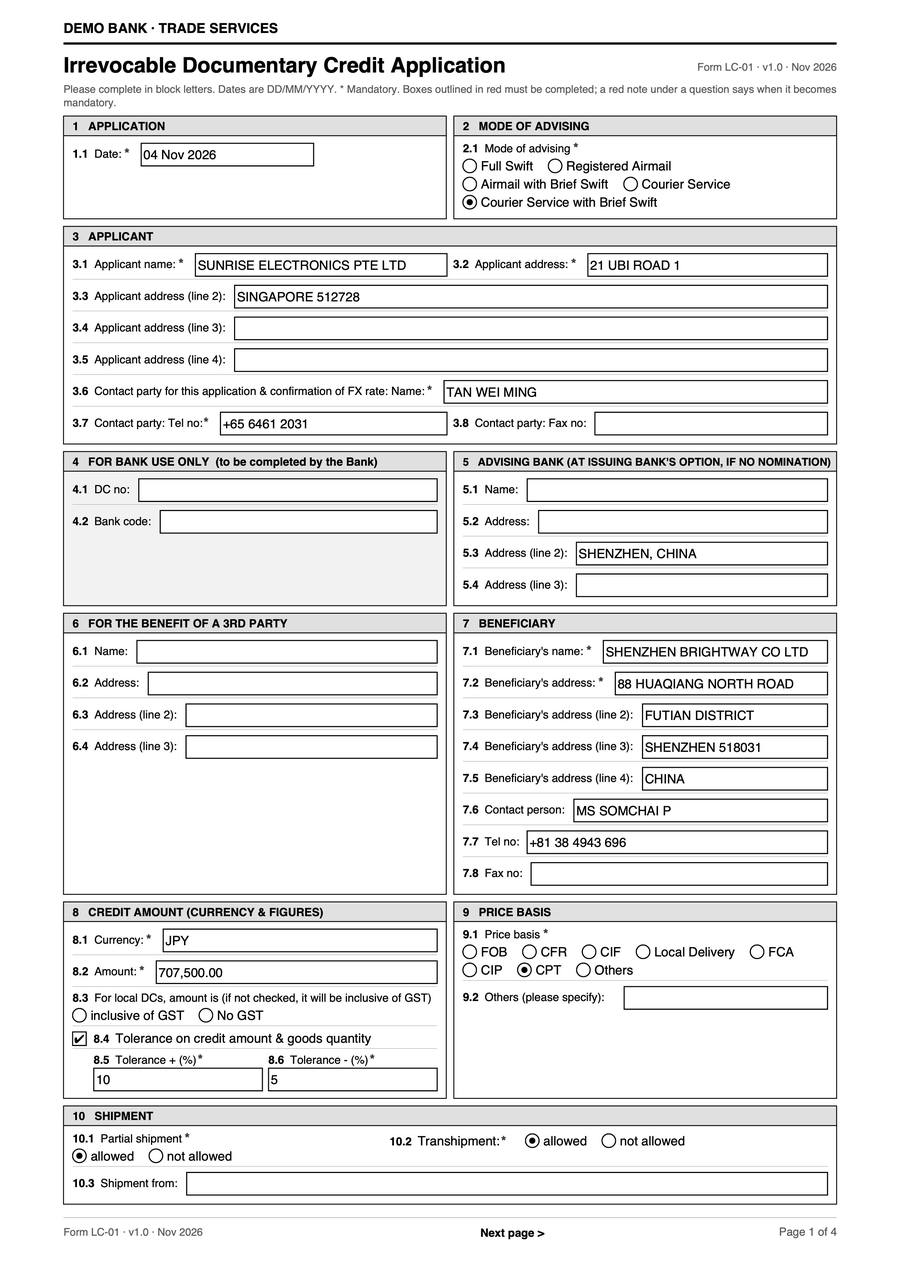 DEMO BANK · TRADE SERVICES
Irrevocable Documentary Credit Application
Form LC-01 · v1.0 · Nov 2026
Please complete in block letters. Dates are DD/MM/YYYY. * Mandatory. Boxes outlined in red must be completed; a red note under a question says when it becomes
mandatory.
1 APPLICATION
1.1 Date: * 04 Nov 2026
2 MODE OF ADVISING
2.1 Mode of advising *
Full Swift Registered Airmail
Airmail with Brief Swift Courier Service
Courier Service with Brief Swift
3 APPLICANT
3.1 Applicant name: * SUNRISE ELECTRONICS PTE LTD 3.2 Applicant address: * 21 UBI ROAD 1
3.3 Applicant address (line 2): SINGAPORE 512728
3.4 Applicant address (line 3):
3.5 Applicant address (line 4):
3.6 Contact party for this application & confirmation of FX rate: Name: * TAN WEI MING
3.7 Contact party: Tel no:* +65 6461 2031 3.8 Contact party: Fax no:
4 FOR BANK USE ONLY (to be completed by the Bank)
4.1 DC no:
4.2 Bank code:
5 ADVISING BANK (AT ISSUING BANK'S OPTION, IF NO NOMINATION)
5.1 Name:
5.2 Address:
5.3 Address (line 2): SHENZHEN, CHINA
5.4 Address (line 3):
6 FOR THE BENEFIT OF A 3RD PARTY
6.1 Name:
6.2 Address:
6.3 Address (line 2):
6.4 Address (line 3):
7 BENEFICIARY
7.1 Beneficiary's name: * SHENZHEN BRIGHTWAY CO LTD
7.2 Beneficiary's address: * 88 HUAQIANG NORTH ROAD
7.3 Beneficiary's address (line 2): FUTIAN DISTRICT
7.4 Beneficiary's address (line 3): SHENZHEN 518031
7.5 Beneficiary's address (line 4): CHINA
7.6 Contact person: MS SOMCHAI P
7.7 Tel no: +81 38 4943 696
7.8 Fax no:
8 CREDIT AMOUNT (CURRENCY & FIGURES)
8.1 Currency: * JPY
8.2 Amount: * 707,500.00
8.3 For local DCs, amount is (if not checked, it will be inclusive of GST)
inclusive of GST No GST
8.4 Tolerance on credit amount & goods quantity
8.5 Tolerance + (%)* 8.6 Tolerance - (%)*
10 5
9 PRICE BASIS
9.1 Price basis *
FOB CFR CIF Local Delivery FCA
CIP CPT Others
9.2 Others (please specify):
10 SHIPMENT
10.1 Partial shipment * 10.2 Transhipment:* allowed not allowed
allowed not allowed
10.3 Shipment from:
Form LC-01 · v1.0 · Nov 2026 Next page > Page 1 of 4